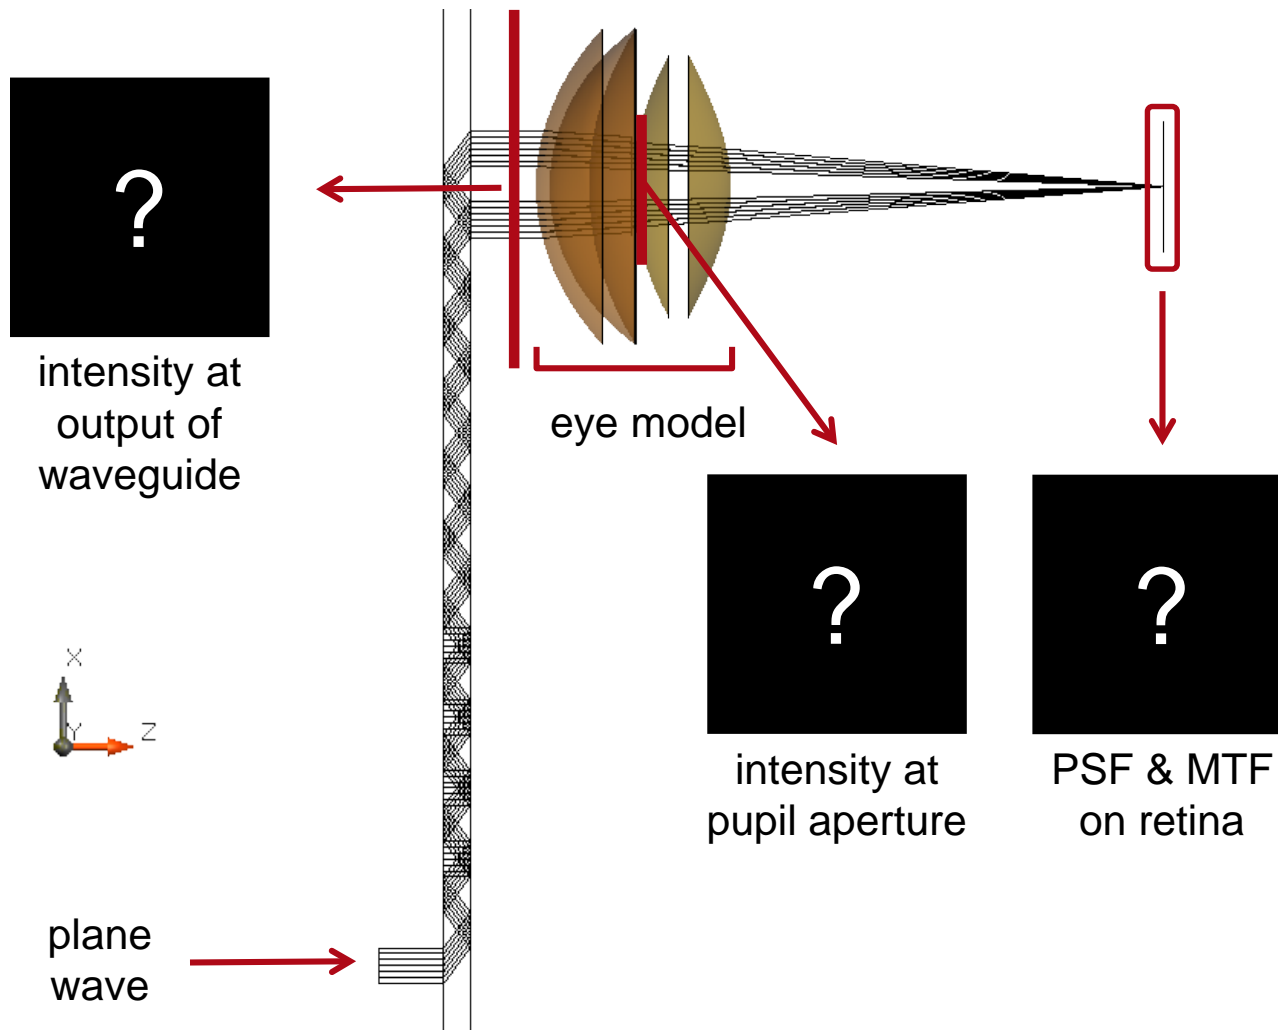 ?
intensity at
output of
waveguide
eye model
?
intensity at
pupil aperture
?
PSF & MTF
on retina
X
Y
Z
plane
wave